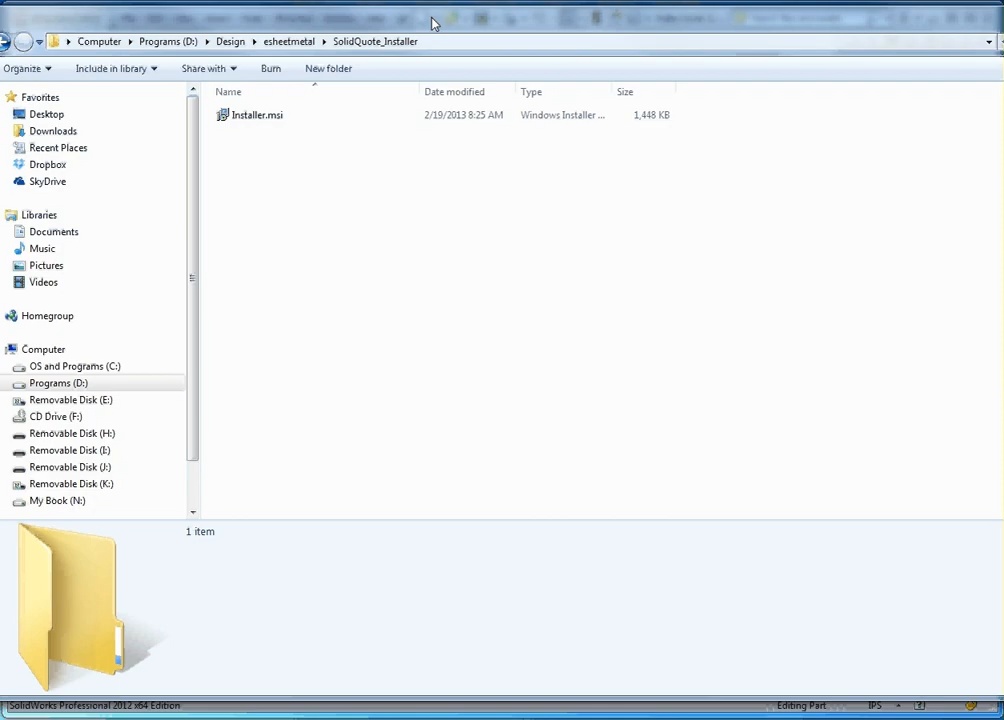 Computer Programs (D:) Design esheetmetal SolidQuote_Installer
Organize Include in library Share with Burn New folder
Name Date modified Type Size
Installer.msi 2/19/2013 8:25 AM Windows Installer ... 1,448 KB
Favorites
Desktop
Downloads
Recent Places
Dropbox
SkyDrive
Libraries
Documents
Music
Pictures
Videos
Homegroup
Computer
OS and Programs (C:)
Programs (D:)
Removable Disk (E:)
CD Drive (F:)
Removable Disk (H:)
Removable Disk (I:)
Removable Disk (J:)
Removable Disk (K:)
My Book (N:)
1 item
SolidWorks Professional 2012 x64 Edition Editing Part IPS